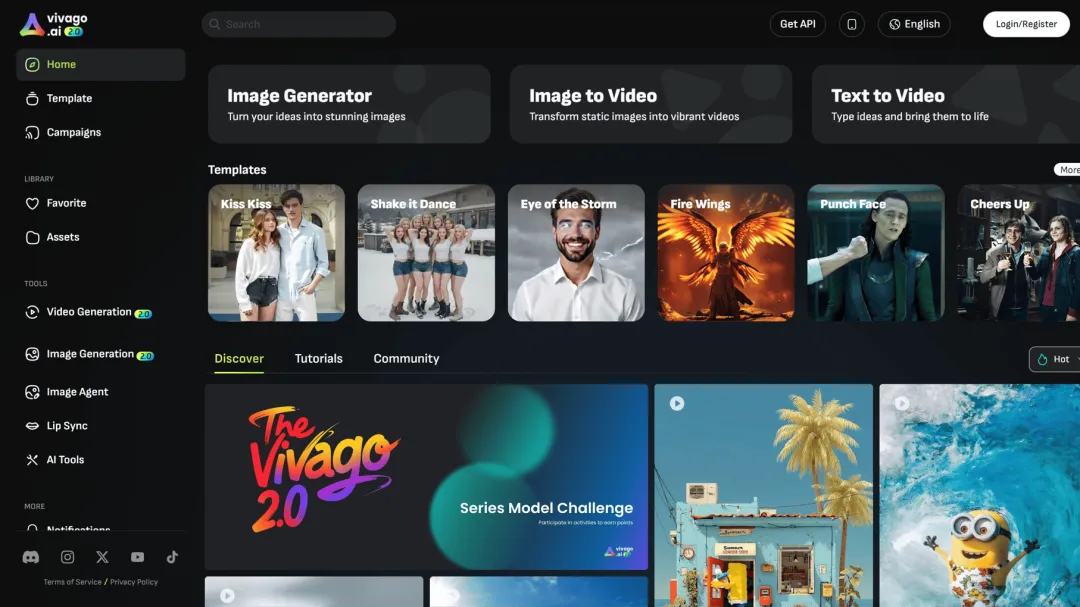 vivago
.ai 2.0
Search
Get API
English
Login/Register
Home
Template
Campaigns
LIBRARY
Favorite
Assets
TOOLS
Video Generation 2.0
Image Generation 2.0
Image Agent
Lip Sync
AI Tools
MORE
Notifications
Terms of Service / Privacy Policy
Image Generator
Turn your ideas into stunning images
Image to Video
Transform static images into vibrant videos
Text to Video
Type ideas and bring them to life
Templates
More
Kiss Kiss
Shake it Dance
Eye of the Storm
Fire Wings
Punch Face
Cheers Up
Discover
Tutorials
Community
Hot
The
Vivago
2.0
Series Model Challenge
Participate in activities to earn points
vivago